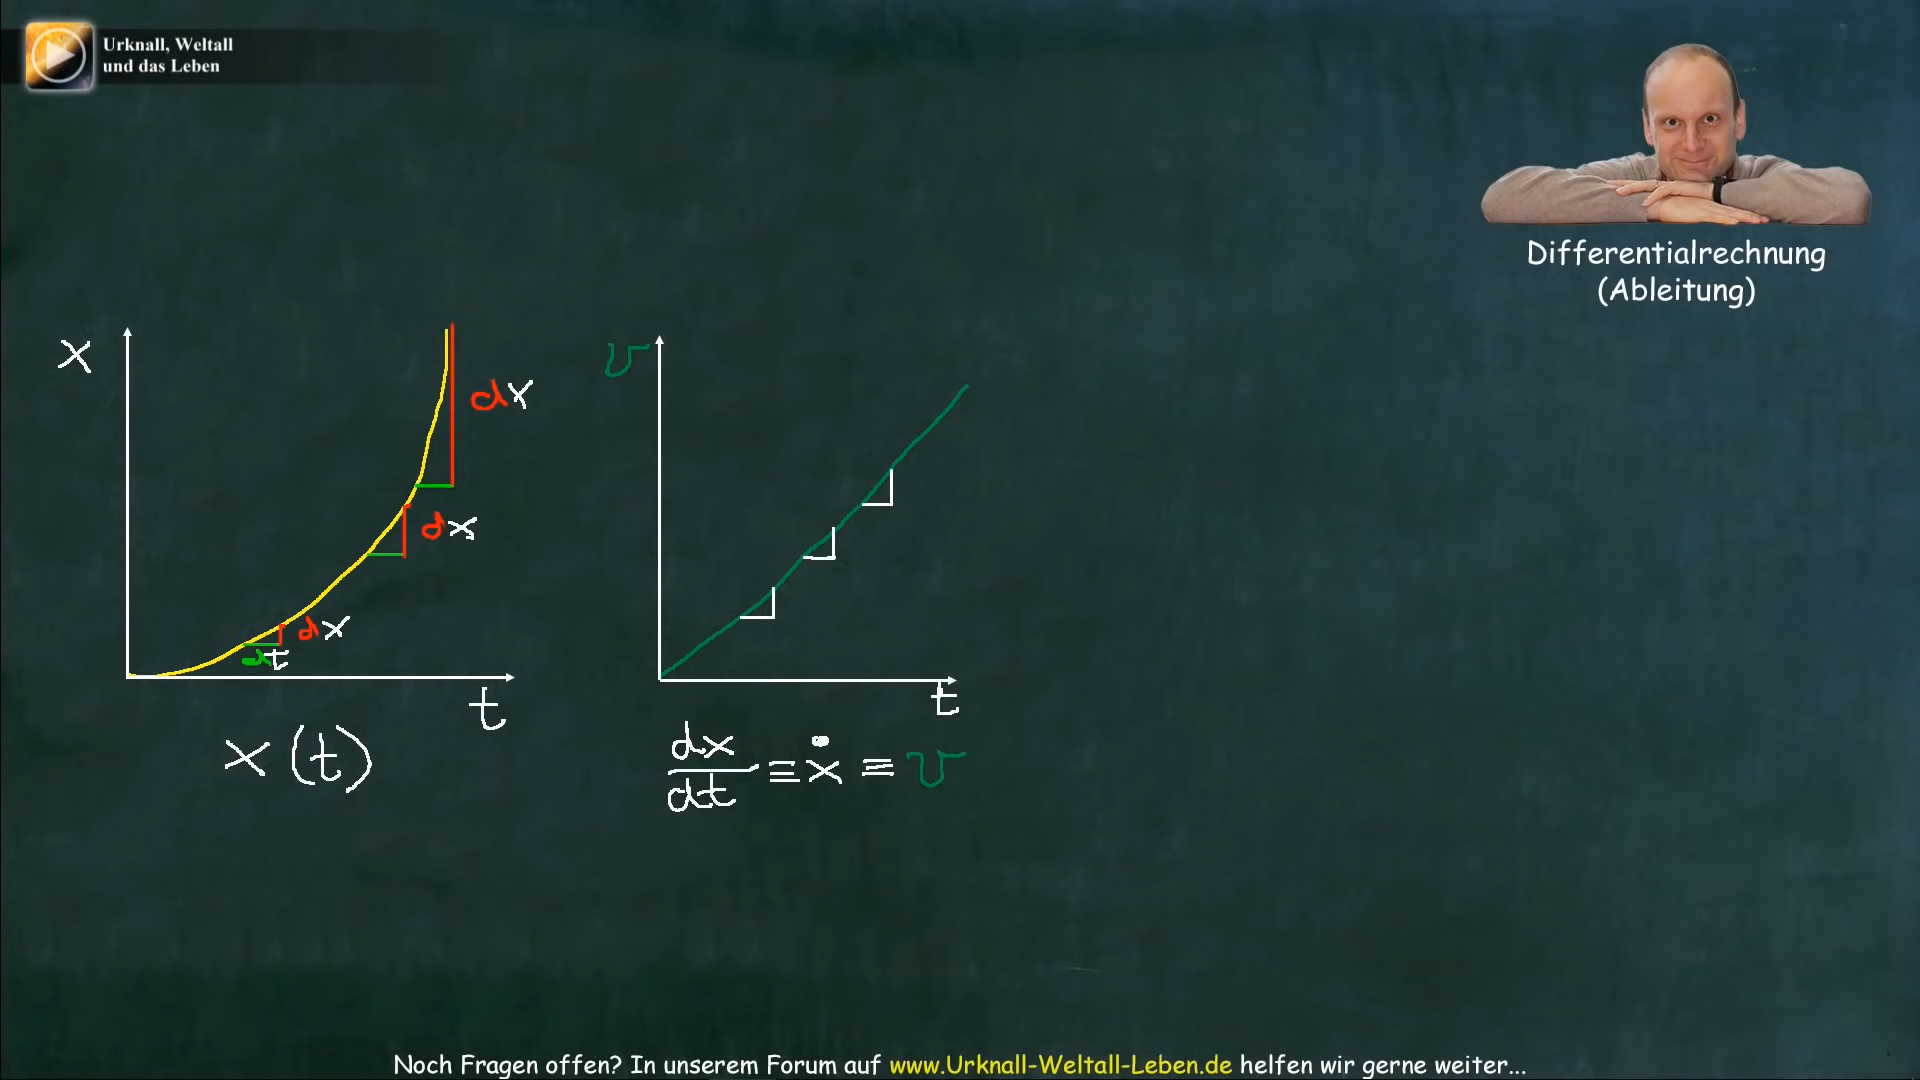 Urknall, Weltall
und das Leben
Differentialrechnung
(Ableitung)
x
dx
dx
dx
dt
t
x (t)
v
t
dx/dt ≡ ẋ ≡ v
Noch Fragen offen? In unserem Forum auf www.Urknall-Weltall-Leben.de helfen wir gerne weiter...